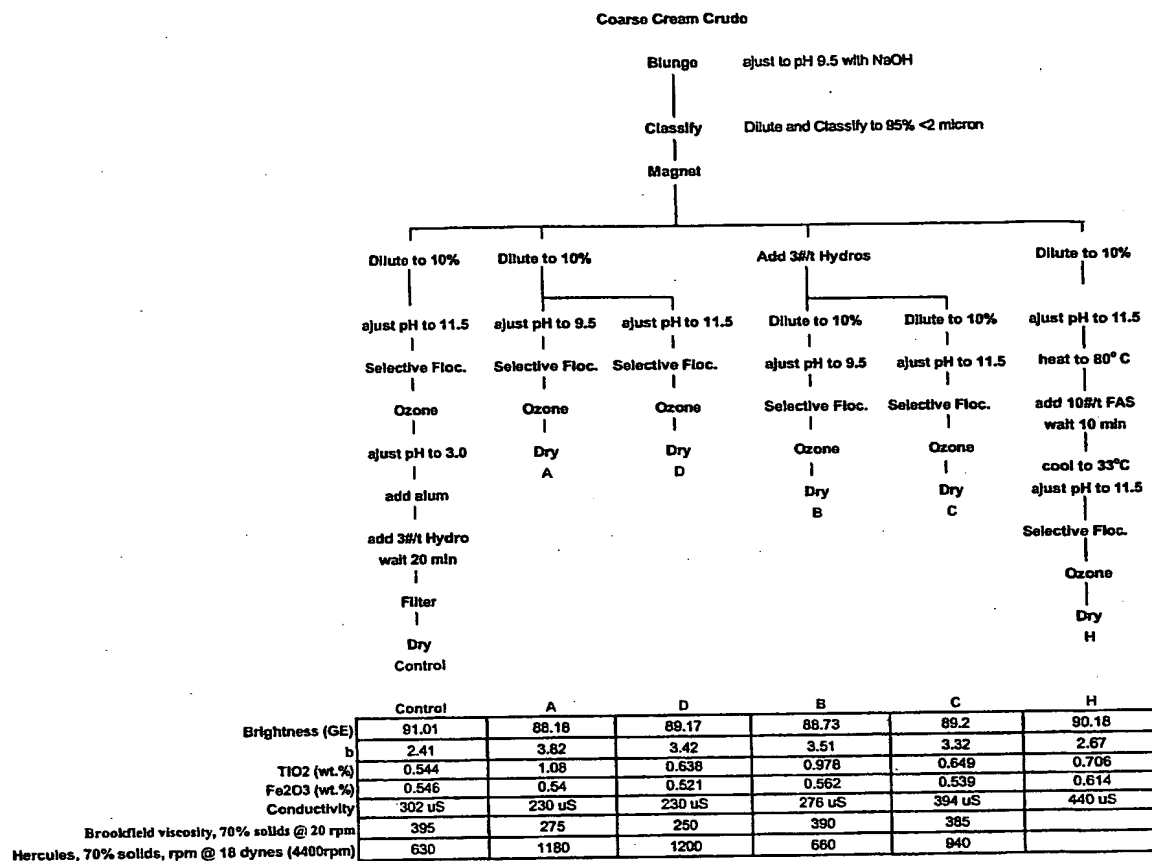 Coarse Cream Crude
Blunge ajust to pH 9.5 with NaOH
Classify Dilute and Classify to 95% <2 micron
Magnet
Dilute to 10% Dilute to 10% Add 3#/t Hydros Dilute to 10%
ajust pH to 11.5 ajust pH to 9.5 ajust pH to 11.5 Dilute to 10% Dilute to 10% ajust pH to 11.5
Selective Floc. Selective Floc. Selective Floc. ajust pH to 9.5 ajust pH to 11.5 heat to 80° C
Ozone Ozone Ozone Selective Floc. Selective Floc. add 10#/t FAS
wait 10 min
ajust pH to 3.0 Dry Dry Ozone Ozone cool to 33°C
A D
add alum Dry Dry ajust pH to 11.5
B C
add 3#/t Hydro Selective Floc.
wait 20 min
Ozone
Filter
Dry
H
Dry
Control
Control A D B C H
Brightness (GE) 91.01 88.18 89.17 88.73 89.2 90.18
b 2.41 3.82 3.42 3.51 3.32 2.67
TIO2 (wt.%) 0.544 1.08 0.638 0.978 0.649 0.706
Fe2O3 (wt.%) 0.546 0.54 0.521 0.562 0.539 0.614
Conductivity 302 uS 230 uS 230 uS 276 uS 394 uS 440 uS
Brookfield viscosity, 70% solids @ 20 rpm 395 275 250 390 385
Hercules, 70% solids, rpm @ 18 dynes (4400rpm) 630 1180 1200 660 940